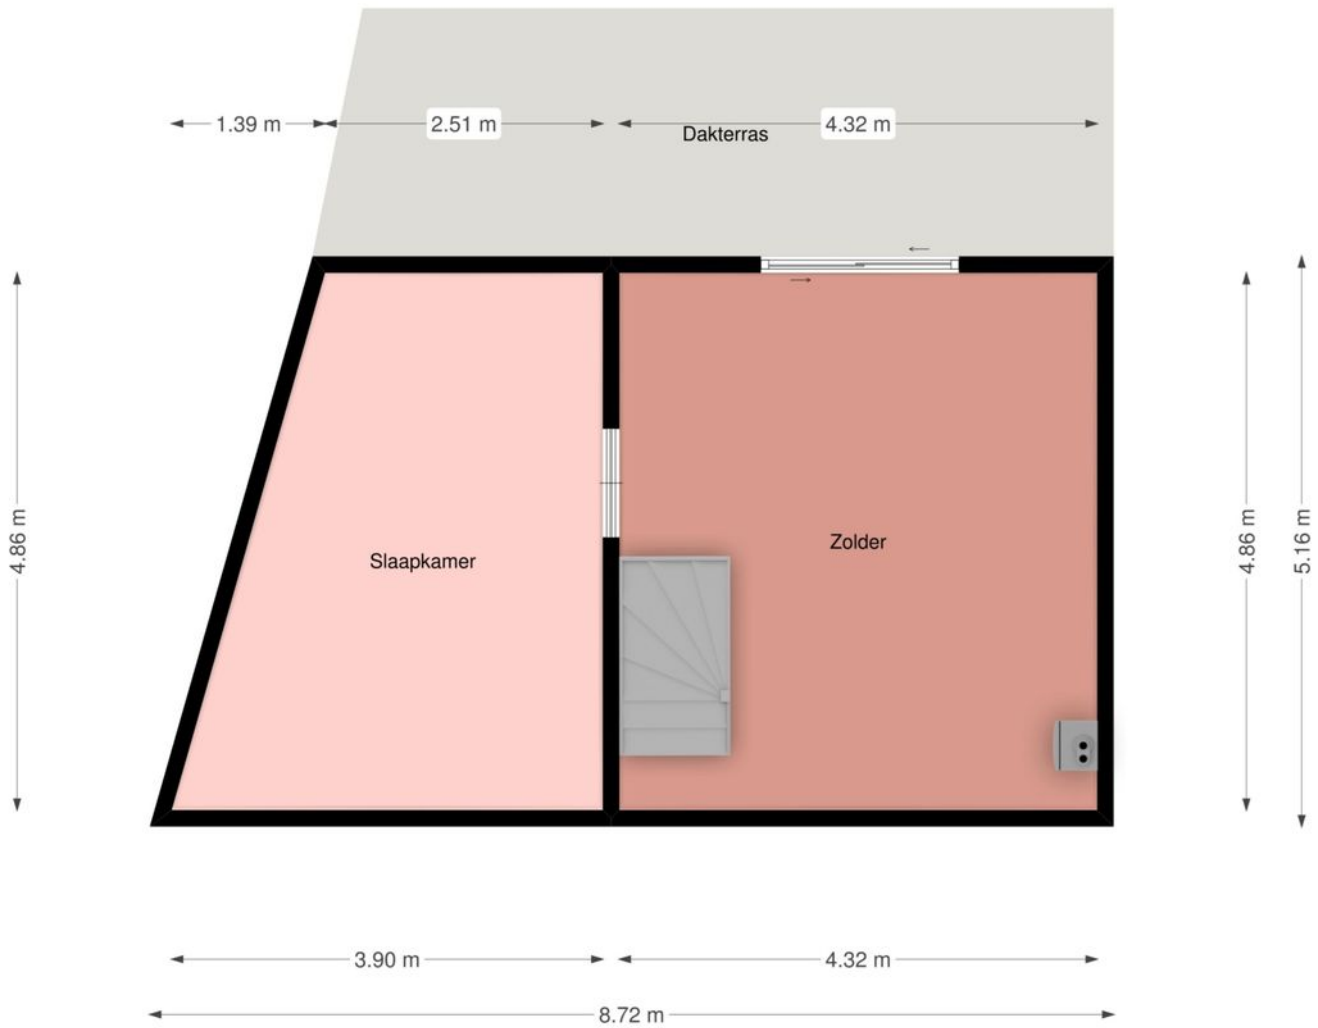 1.39 m
2.51 m
4.32 m
Dakterras
4.86 m
Slaapkamer
Zolder
4.86 m
5.16 m
3.90 m
4.32 m
8.72 m